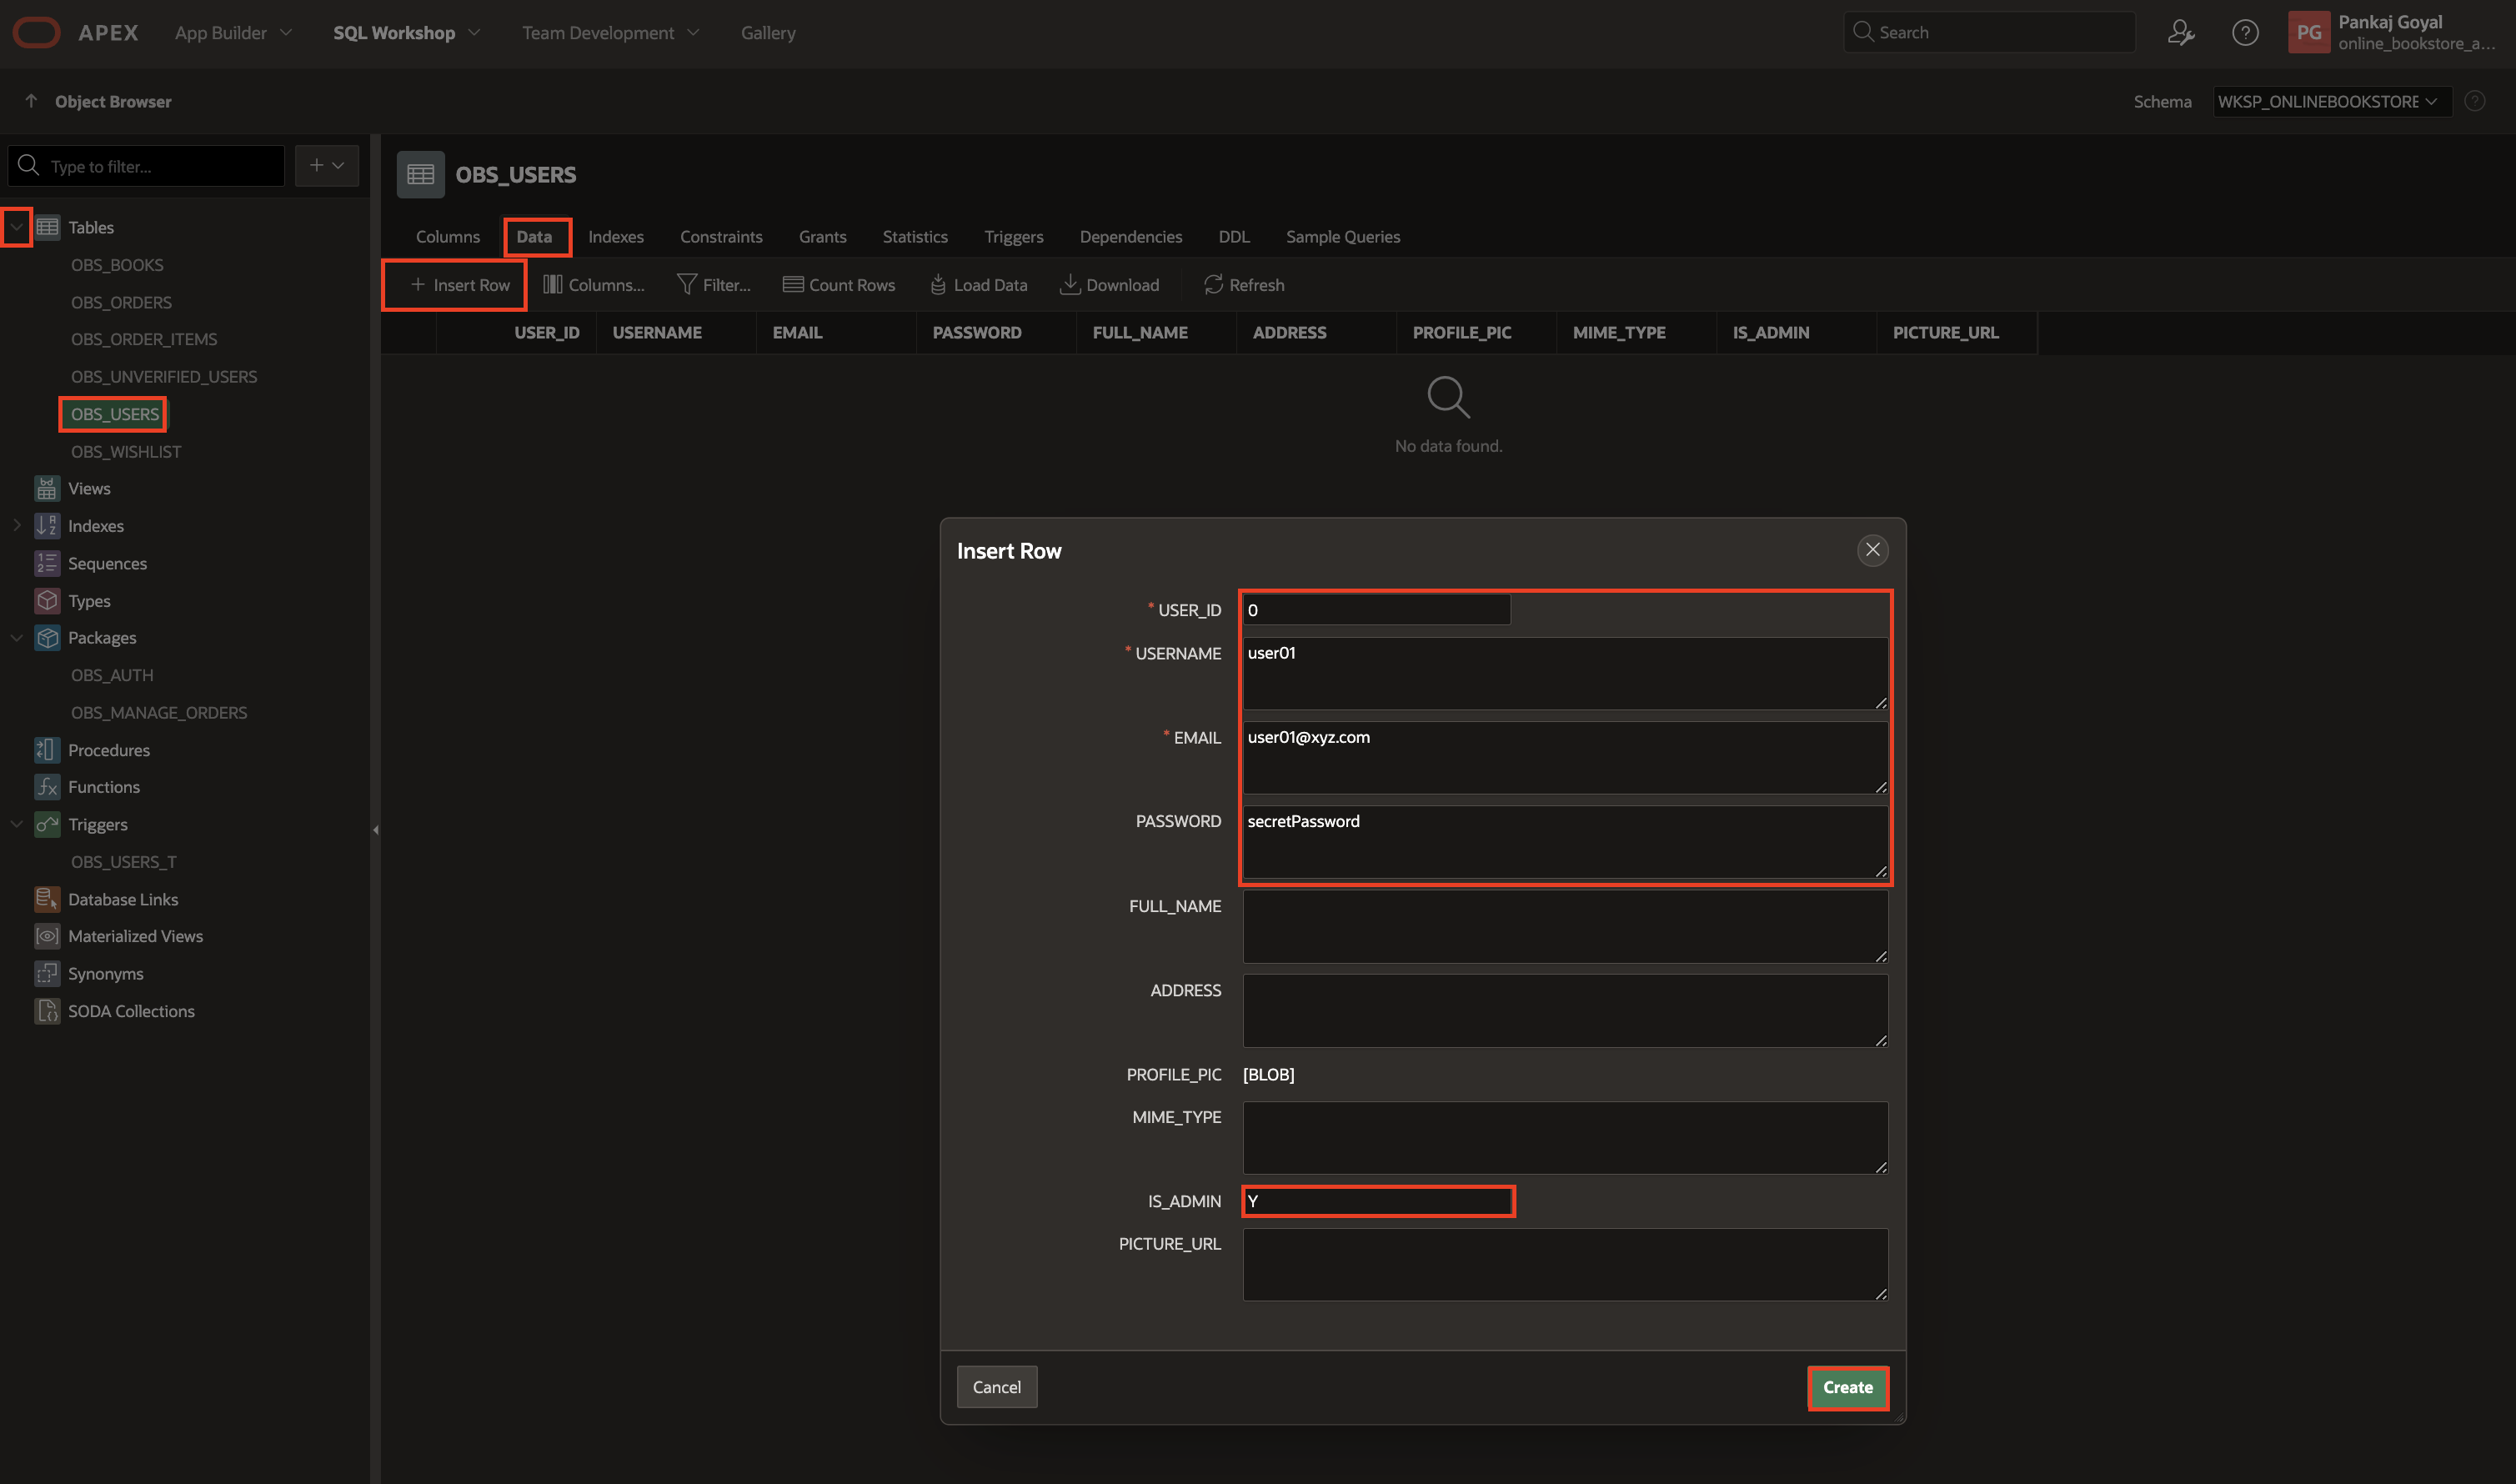 APEX App Builder SQL Workshop Team Development Gallery Search PG Pankaj Goyal
online_bookstore_a...
Object Browser Schema WKSP_ONLINEBOOKSTORE
Type to filter...
Tables
OBS_BOOKS
OBS_ORDERS
OBS_ORDER_ITEMS
OBS_UNVERIFIED_USERS
OBS_USERS
OBS_WISHLIST
Views
Indexes
Sequences
Types
Packages
OBS_AUTH
OBS_MANAGE_ORDERS
Procedures
Functions
Triggers
OBS_USERS_T
Database Links
Materialized Views
Synonyms
SODA Collections
OBS_USERS
Columns Data Indexes Constraints Grants Statistics Triggers Dependencies DDL Sample Queries
+ Insert Row Columns... Filter... Count Rows Load Data Download Refresh
USER_ID USERNAME EMAIL PASSWORD FULL_NAME ADDRESS PROFILE_PIC MIME_TYPE IS_ADMIN PICTURE_URL
No data found.
Insert Row
* USER_ID 0
* USERNAME user01
* EMAIL user01@xyz.com
PASSWORD secretPassword
FULL_NAME
ADDRESS
PROFILE_PIC [BLOB]
MIME_TYPE
IS_ADMIN Y
PICTURE_URL
Cancel Create